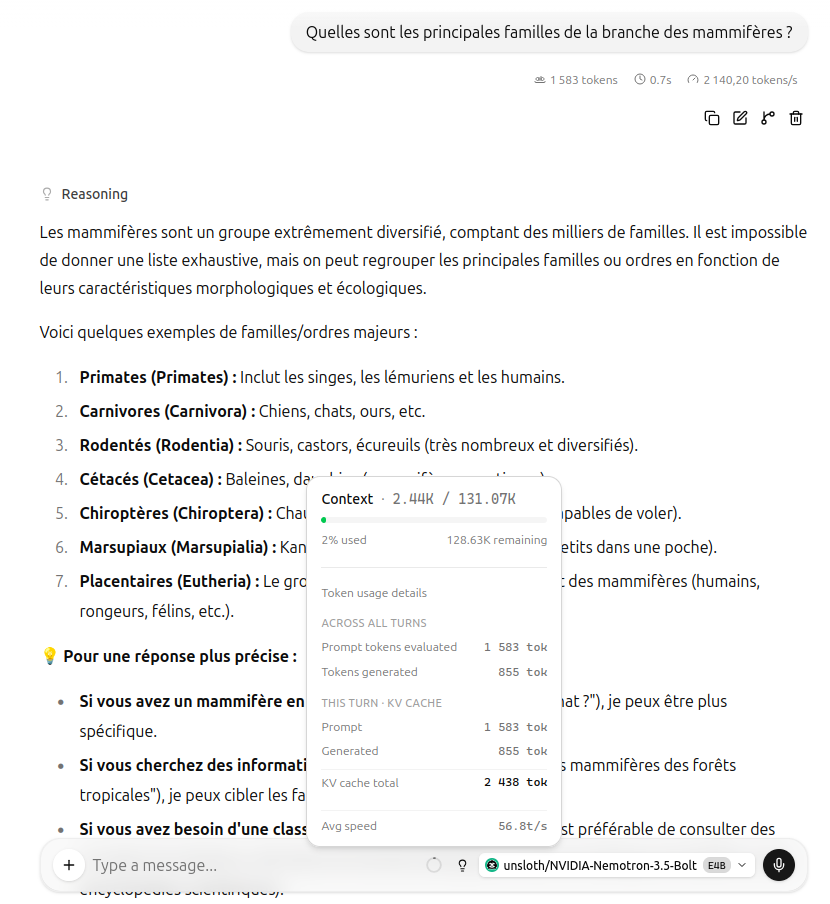 Quelles sont les principales familles de la branche des mammifères ?
1 583 tokens 0.7s 2 140,20 tokens/s
Reasoning
Les mammifères sont un groupe extrêmement diversifié, comptant des milliers de familles. Il est impossible
de donner une liste exhaustive, mais on peut regrouper les principales familles ou ordres en fonction de
leurs caractéristiques morphologiques et écologiques.
Voici quelques exemples de familles/ordres majeurs :
1. Primates (Primates) : Inclut les singes, les lémuriens et les humains.
2. Carnivores (Carnivora) : Chiens, chats, ours, etc.
3. Rodentés (Rodentia) : Souris, castors, écureuils (très nombreux et diversifiés).
4. Cétacés (Cetacea) : Baleines,
5. Chiroptères (Chiroptera) : pables de voler).
6. Marsupiaux (Marsupialia) : Kan etits dans une poche).
7. Placentaires (Eutheria) : Le gro t des mammifères (humains,
rongeurs, félins, etc.).
💡 Pour une réponse plus précise :
• Si vous avez un mammifère en hat ?"), je peux être plus
spécifique.
• Si vous cherchez des informati s mammifères des forêts
tropicales"), je peux cibler les fa
• Si vous avez besoin d'une class st préférable de consulter des
encyclopédies scientifiques).
Context · 2.44K / 131.07K
2% used 128.63K remaining
Token usage details
ACROSS ALL TURNS
Prompt tokens evaluated 1 583 tok
Tokens generated 855 tok
THIS TURN · KV CACHE
Prompt 1 583 tok
Generated 855 tok
KV cache total 2 438 tok
Avg speed 56.8t/s
Type a message... unsloth/NVIDIA-Nemotron-3.5-Bolt E4B